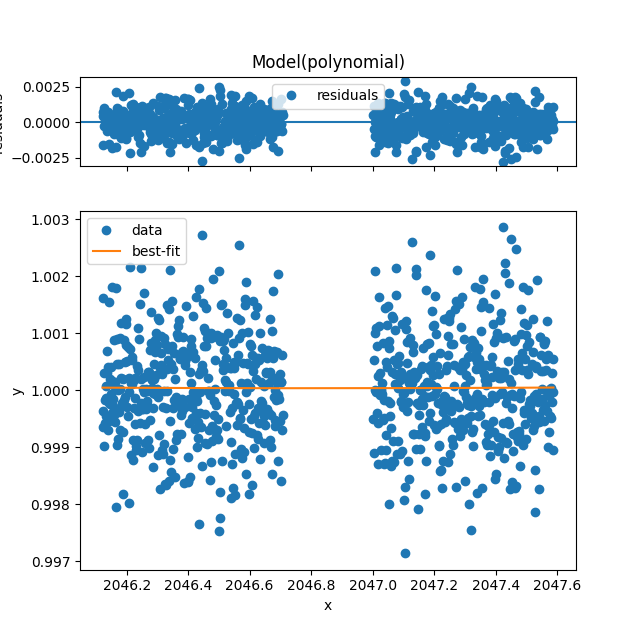 Model(polynomial)
0.0025
0.0000
−0.0025
residuals
residuals
1.003
1.002
1.001
1.000
0.999
0.998
0.997
y
data
best-fit
2046.2 2046.4 2046.6 2046.8 2047.0 2047.2 2047.4 2047.6
x